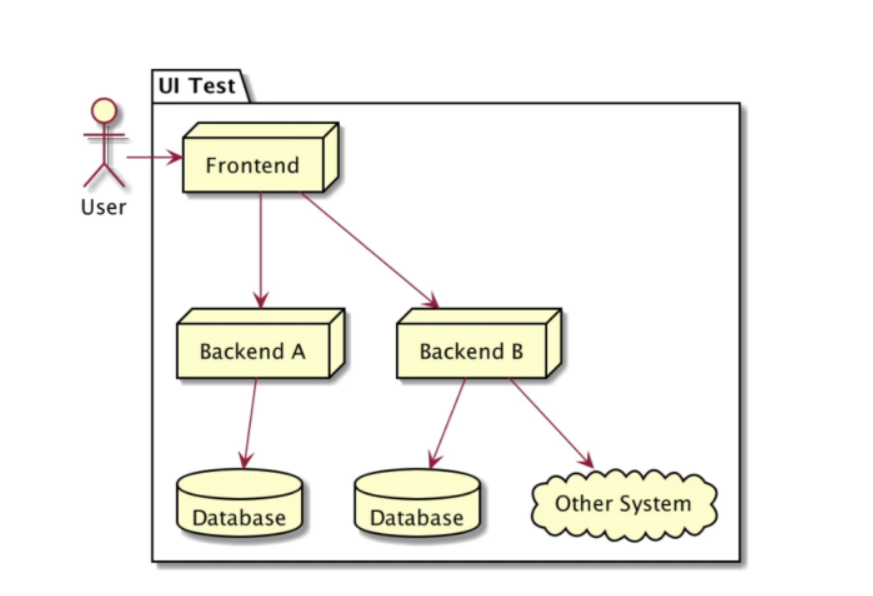 UI Test
Frontend
User
Backend A
Backend B
Database
Database
Other System